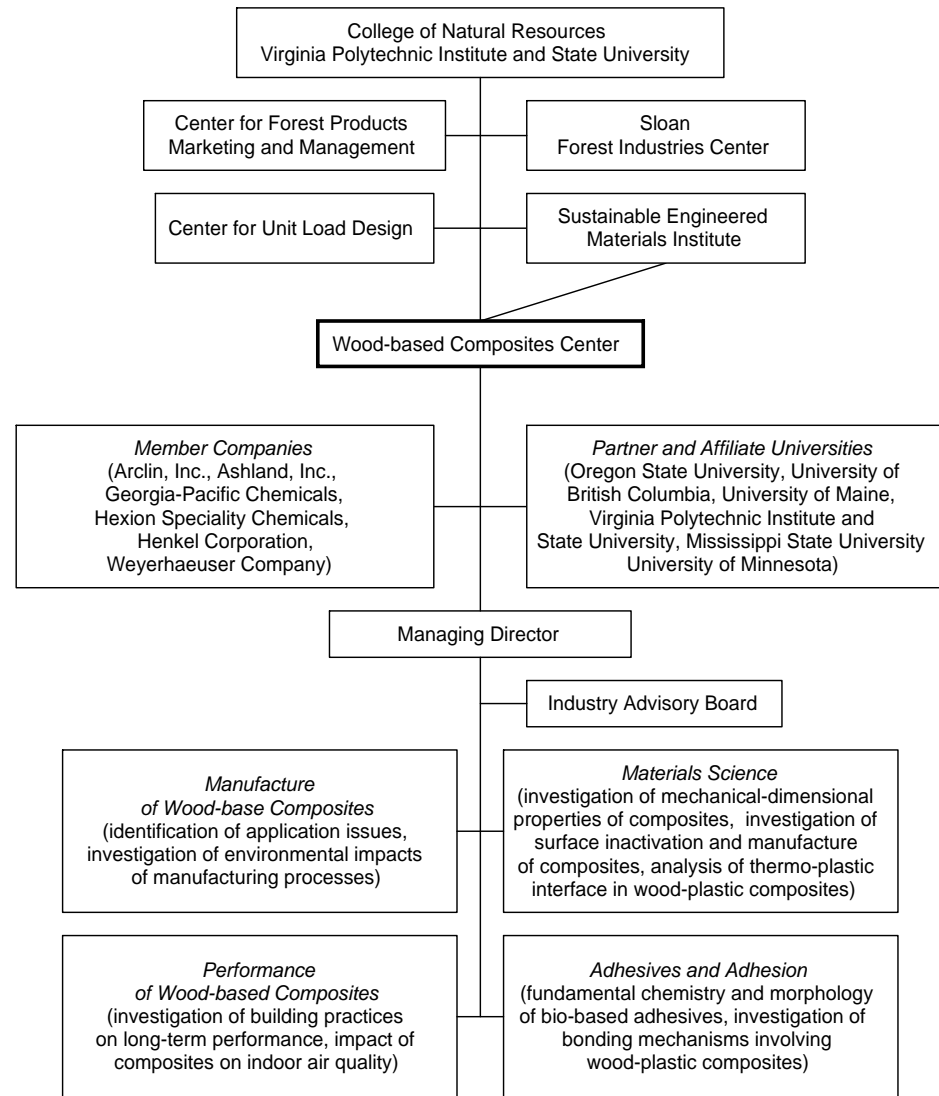 College of Natural Resources
Virginia Polytechnic Institute and State University
Center for Forest Products
Marketing and Management
Sloan
Forest Industries Center
Center for Unit Load Design
Sustainable Engineered
Materials Institute
Wood-based Composites Center
Member Companies
(Arclin, Inc., Ashland, Inc.,
Georgia-Pacific Chemicals,
Hexion Speciality Chemicals,
Henkel Corporation,
Weyerhaeuser Company)
Partner and Affiliate Universities
(Oregon State University, University of
British Columbia, University of Maine,
Virginia Polytechnic Institute and
State University, Mississippi State University
University of Minnesota)
Managing Director
Industry Advisory Board
Manufacture
of Wood-base Composites
(identification of application issues,
investigation of environmental impacts
of manufacturing processes)
Materials Science
(investigation of mechanical-dimensional
properties of composites, investigation of
surface inactivation and manufacture
of composites, analysis of thermo-plastic
interface in wood-plastic composites)
Performance
of Wood-based Composites
(investigation of building practices
on long-term performance, impact of
composites on indoor air quality)
Adhesives and Adhesion
(fundamental chemistry and morphology
of bio-based adhesives, investigation of
bonding mechanisms involving
wood-plastic composites)